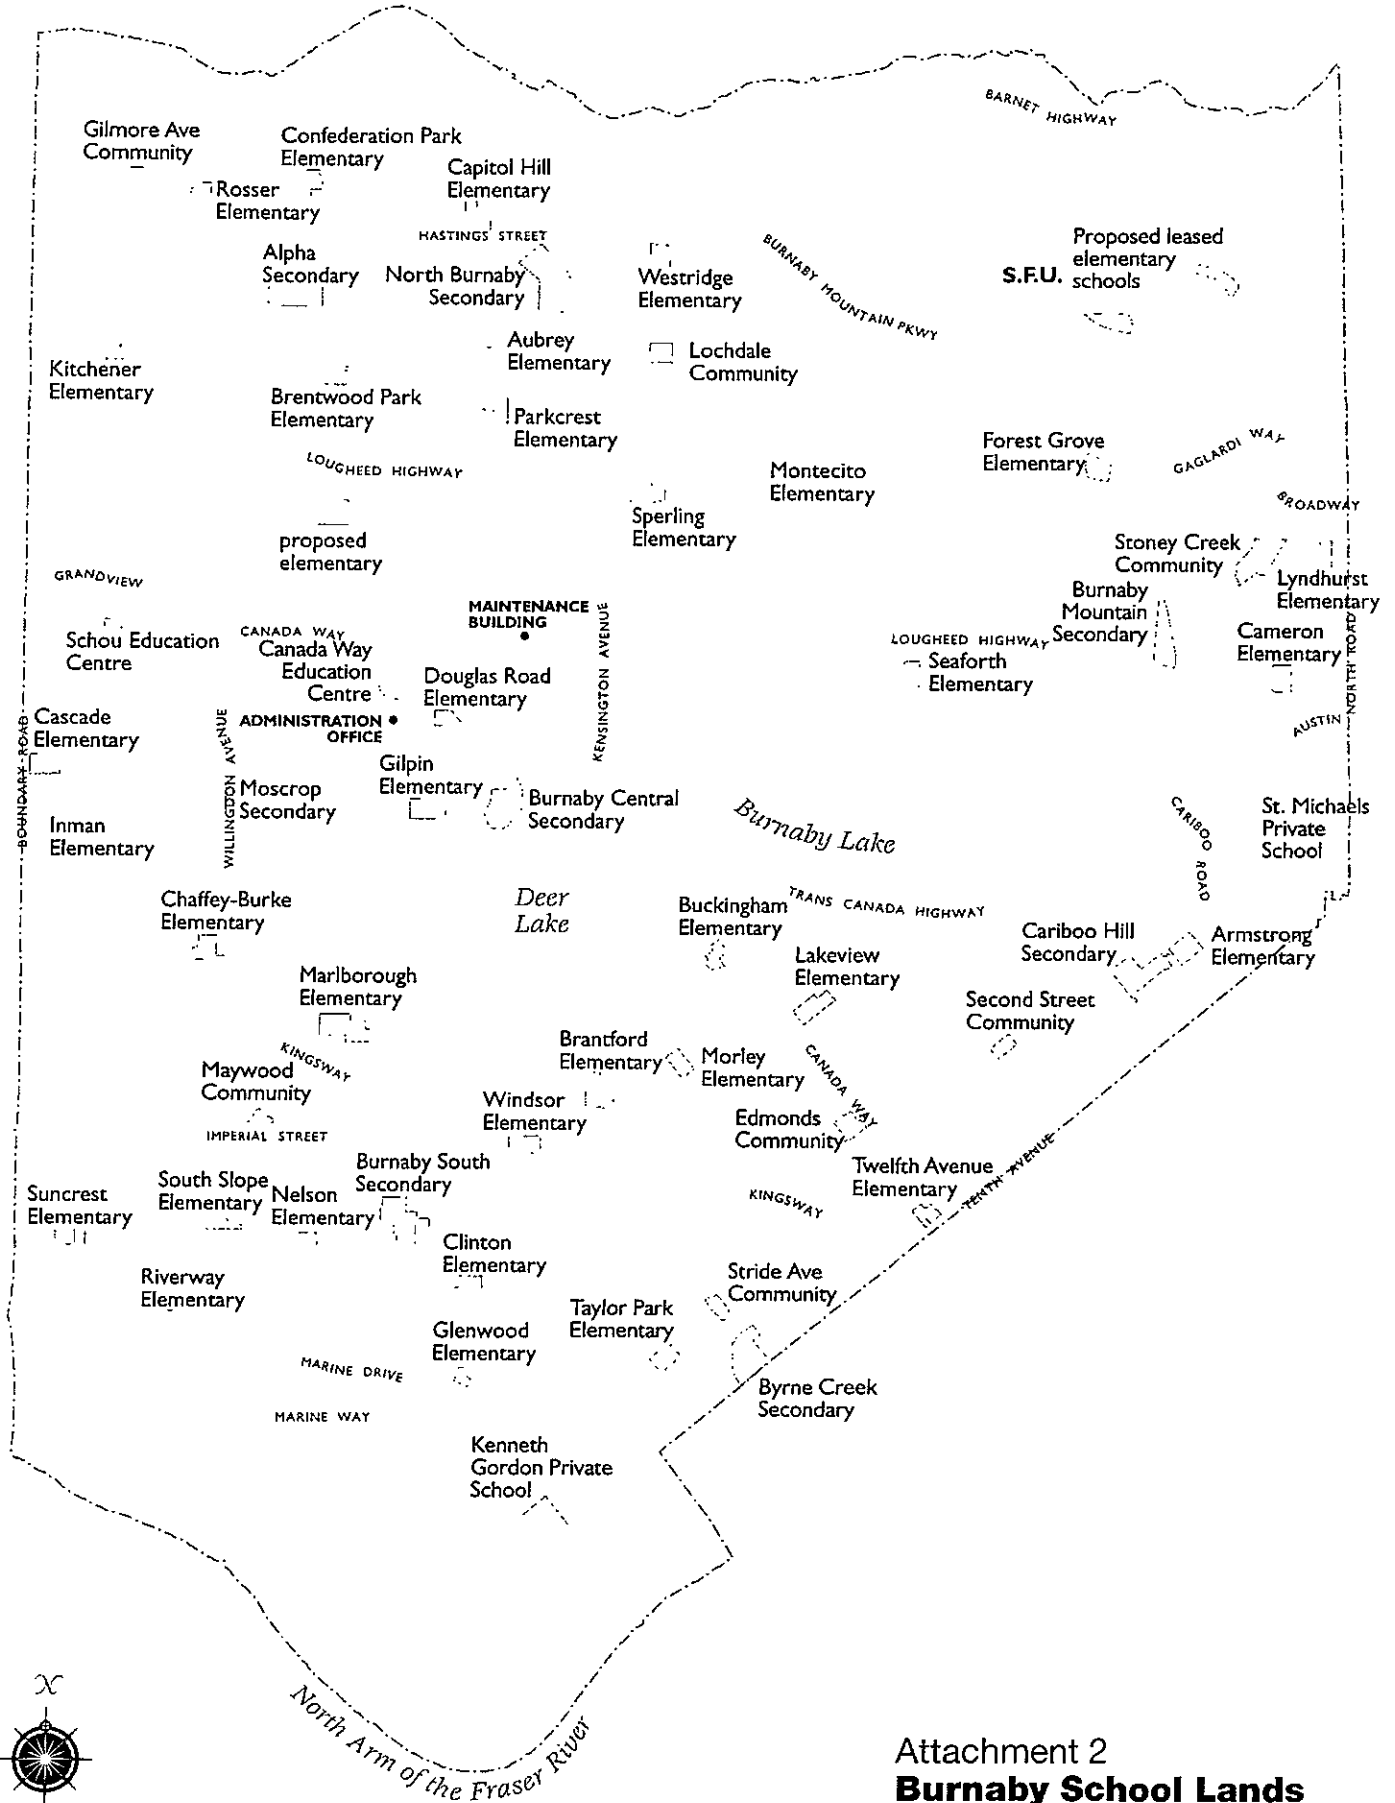 BARNET HIGHWAY
Gilmore Ave
Community
Confederation Park
Elementary
Capitol Hill
Elementary
Rosser
Elementary
HASTINGS STREET
Alpha
Secondary
North Burnaby
Secondary
Westridge
Elementary
BURNABY MOUNTAIN PKWY
Proposed leased
elementary
schools
S.F.U.
Aubrey
Elementary
Lochdale
Community
Kitchener
Elementary
Brentwood Park
Elementary
Parkcrest
Elementary
LOUGHEED HIGHWAY
Montecito
Elementary
Forest Grove
Elementary
GAGLARDI WAY
BROADWAY
Sperling
Elementary
proposed
elementary
Stoney Creek
Community
Lyndhurst
Elementary
GRANDVIEW
Burnaby
Mountain
Secondary
MAINTENANCE
BUILDING
KENSINGTON AVENUE
Schou Education
Centre
CANADA WAY
Canada Way
Education
Centre
Douglas Road
Elementary
LOUGHEED HIGHWAY
Seaforth
Elementary
Cameron
Elementary
NORTH ROAD
AUSTIN
Cascade
Elementary
BOUNDARY ROAD
WILLINGDON AVENUE
ADMINISTRATION
OFFICE
Gilpin
Elementary
Moscrop
Secondary
Burnaby Central
Secondary
Burnaby Lake
CARIBOO ROAD
St. Michaels
Private
School
Inman
Elementary
Chaffey-Burke
Elementary
Deer
Lake
Buckingham
Elementary
TRANS CANADA HIGHWAY
Cariboo Hill
Secondary
Armstrong
Elementary
Lakeview
Elementary
Marlborough
Elementary
Second Street
Community
KINGSWAY
Brantford
Elementary
Morley
Elementary
CANADA WAY
Maywood
Community
Windsor
Elementary
Edmonds
Community
IMPERIAL STREET
Burnaby South
Secondary
Twelfth Avenue
Elementary
TENTH AVENUE
South Slope
Elementary
Suncrest
Elementary
Nelson
Elementary
KINGSWAY
Clinton
Elementary
Riverway
Elementary
Stride Ave
Community
Taylor Park
Elementary
Glenwood
Elementary
MARINE DRIVE
Byrne Creek
Secondary
MARINE WAY
Kenneth
Gordon Private
School
N
North Arm of the Fraser River
Attachment 2
Burnaby School Lands